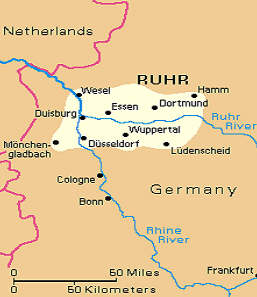 Netherlands
RUHR
Wesel
Hamm
Essen
Dortmund
Duisburg
Ruhr
River
Wuppertal
Mönchen-
gladbach
Düsseldorf
Lüdenscheid
Cologne
Germany
Bonn
Rhine
River
Frankfurt
0 50 Miles
0 50 Kilometers